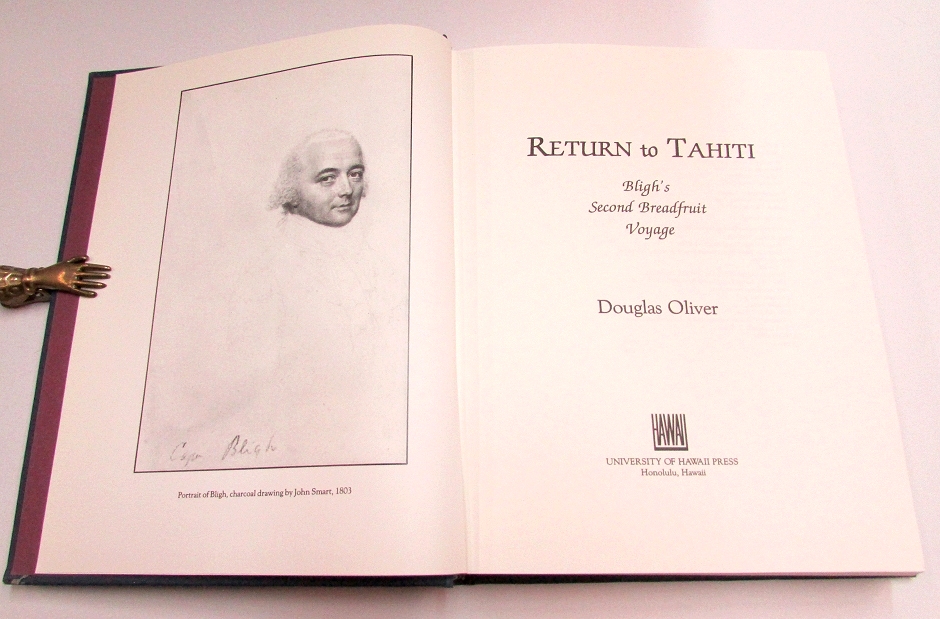 Capn Bligh
Portrait of Bligh, charcoal drawing by John Smart, 1803
RETURN to TAHITI
Bligh's
Second Breadfruit
Voyage
Douglas Oliver
HAWAII
UNIVERSITY OF HAWAII PRESS
Honolulu, Hawaii